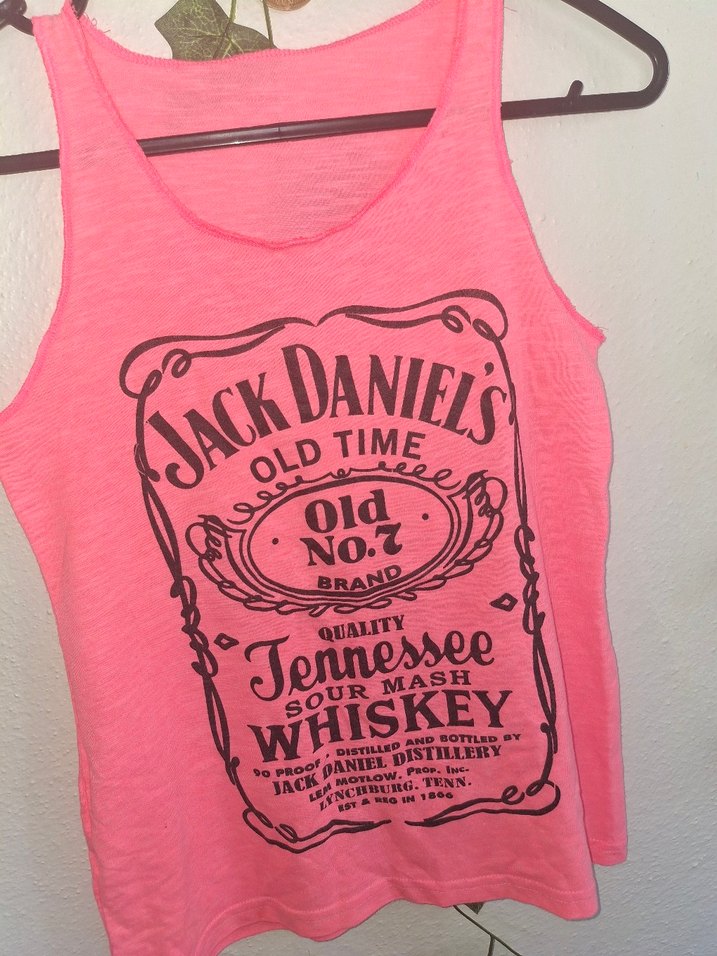 JACK DANIEL'S
OLD TIME
Old
No.7
BRAND
QUALITY
Tennessee
SOUR MASH
WHISKEY
90 PROOF, DISTILLED AND BOTTLED BY
JACK DANIEL DISTILLERY
LEM MOTLOW, PROP. INC.
LYNCHBURG, TENN.
EST & REG IN 1866